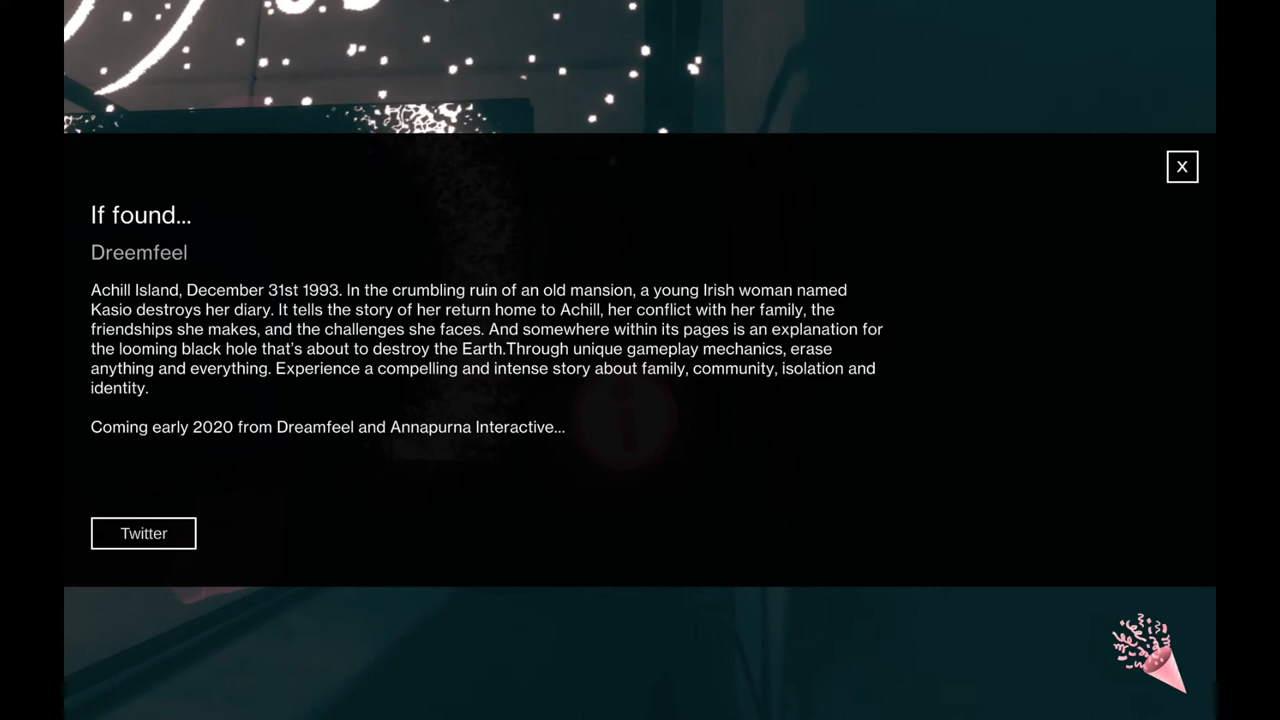 X
If found...
Dreemfeel
Achill Island, December 31st 1993. In the crumbling ruin of an old mansion, a young Irish woman named
Kasio destroys her diary. It tells the story of her return home to Achill, her conflict with her family, the
friendships she makes, and the challenges she faces. And somewhere within its pages is an explanation for
the looming black hole that's about to destroy the Earth.Through unique gameplay mechanics, erase
anything and everything. Experience a compelling and intense story about family, community, isolation and
identity.
Coming early 2020 from Dreamfeel and Annapurna Interactive...
Twitter